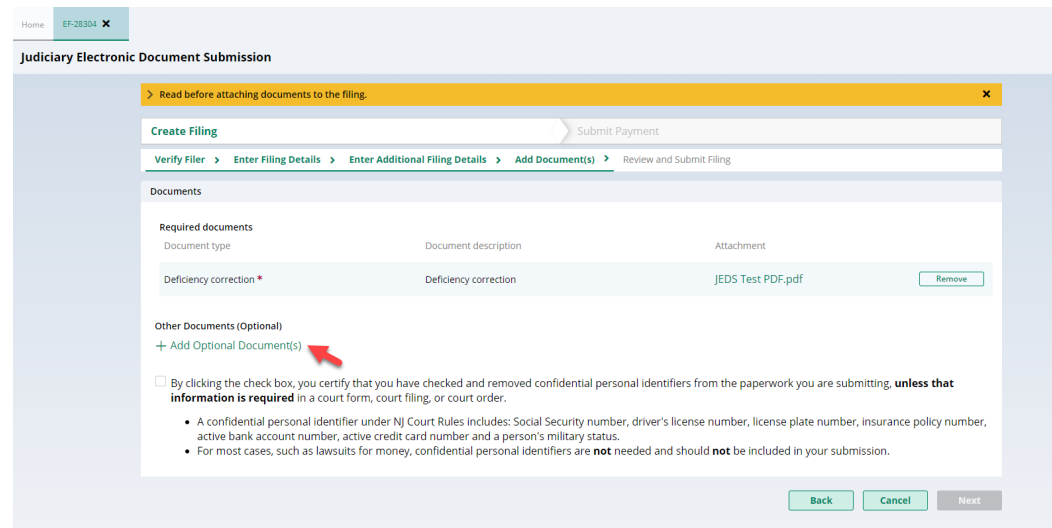 Home EF-28304 ✖
Judiciary Electronic Document Submission
Read before attaching documents to the filing.
Create Filing Submit Payment
Verify Filer > Enter Filing Details > Enter Additional Filing Details > Add Document(s) > Review and Submit Filing
Documents
Required documents
Document type Document description Attachment
Deficiency correction * Deficiency correction JEDS Test PDF.pdf Remove
Other Documents (Optional)
+ Add Optional Document(s)
By clicking the check box, you certify that you have checked and removed confidential personal identifiers from the paperwork you are submitting, unless that
information is required in a court form, court filing, or court order.
• A confidential personal identifier under NJ Court Rules includes: Social Security number, driver's license number, license plate number, insurance policy number,
active bank account number, active credit card number and a person's military status.
• For most cases, such as lawsuits for money, confidential personal identifiers are not needed and should not be included in your submission.
Back Cancel Next